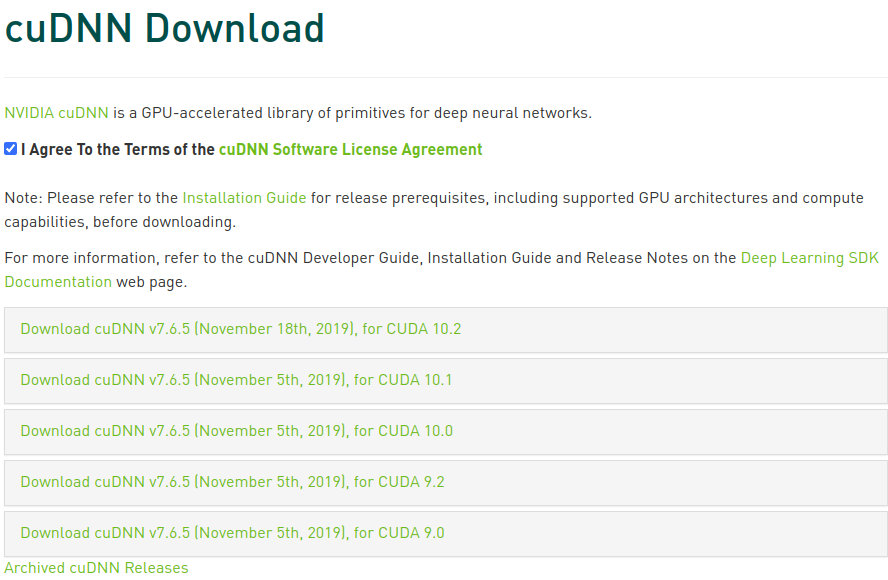 cuDNN Download
NVIDIA cuDNN is a GPU-accelerated library of primitives for deep neural networks.
I Agree To the Terms of the cuDNN Software License Agreement
Note: Please refer to the Installation Guide for release prerequisites, including supported GPU architectures and compute
capabilities, before downloading.
For more information, refer to the cuDNN Developer Guide, Installation Guide and Release Notes on the Deep Learning SDK
Documentation web page.
Download cuDNN v7.6.5 (November 18th, 2019), for CUDA 10.2
Download cuDNN v7.6.5 (November 5th, 2019), for CUDA 10.1
Download cuDNN v7.6.5 (November 5th, 2019), for CUDA 10.0
Download cuDNN v7.6.5 (November 5th, 2019), for CUDA 9.2
Download cuDNN v7.6.5 (November 5th, 2019), for CUDA 9.0
Archived cuDNN Releases